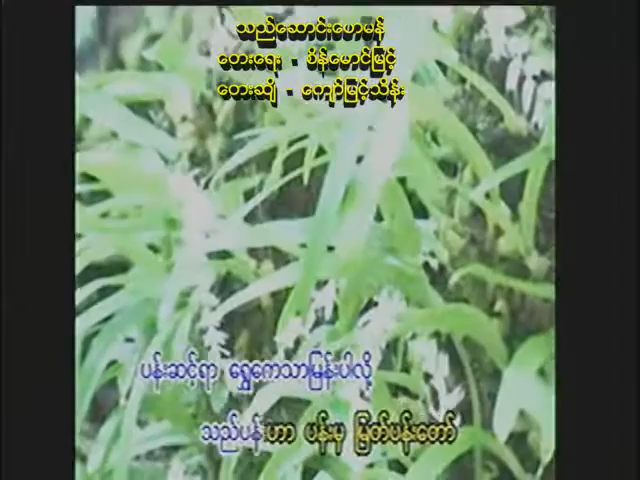 သည်ဆောင်းဟေမန်
တေးရေး - စိန်မောင်မြင့်
တေးဆို - ကျော်မြင့်သိန်း
ပန်းဆင့်ရာ ရွှေကေသာမြန်းပါလို့
သည်ပန်းဟာ ပန်းမှ မြတ်ပန်းတော်